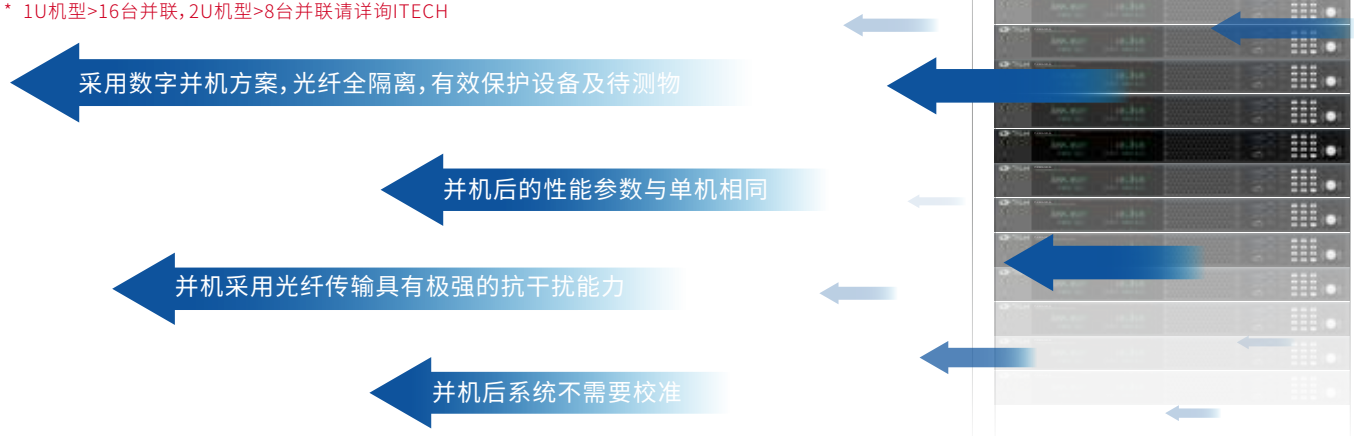 * 1U机型>16台并联,2U机型>8台并联请详询ITECH
采用数字并机方案,光纤全隔离,有效保护设备及待测物
并机后的性能参数与单机相同
并机采用光纤传输具有极强的抗干扰能力
并机后系统不需要校准